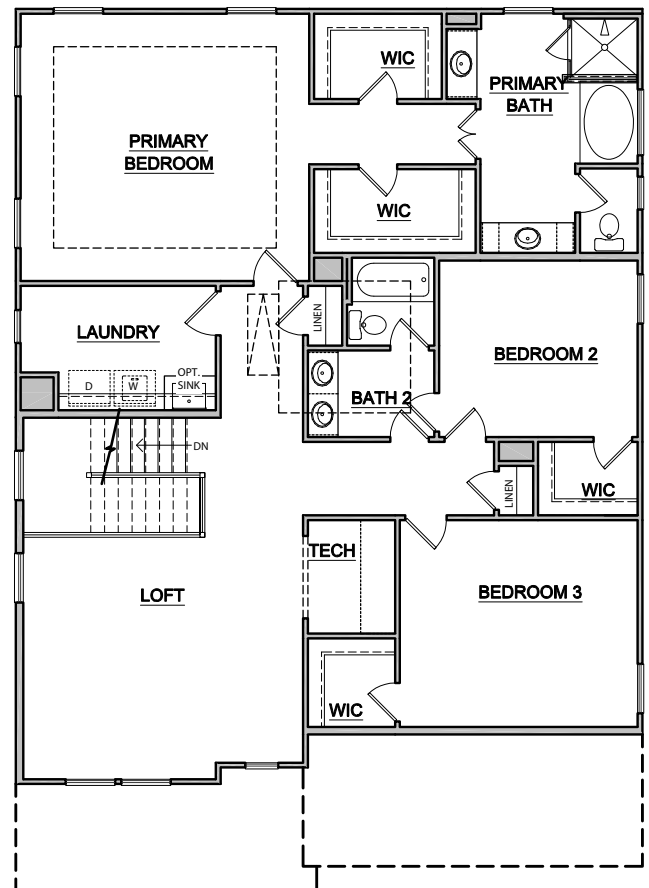 WIC
PRIMARY
BATH
PRIMARY
BEDROOM
WIC
LINEN
LAUNDRY
BEDROOM 2
OPT.
SINK
D
W
BATH 2
DN
LINEN
WIC
TECH
LOFT
BEDROOM 3
WIC